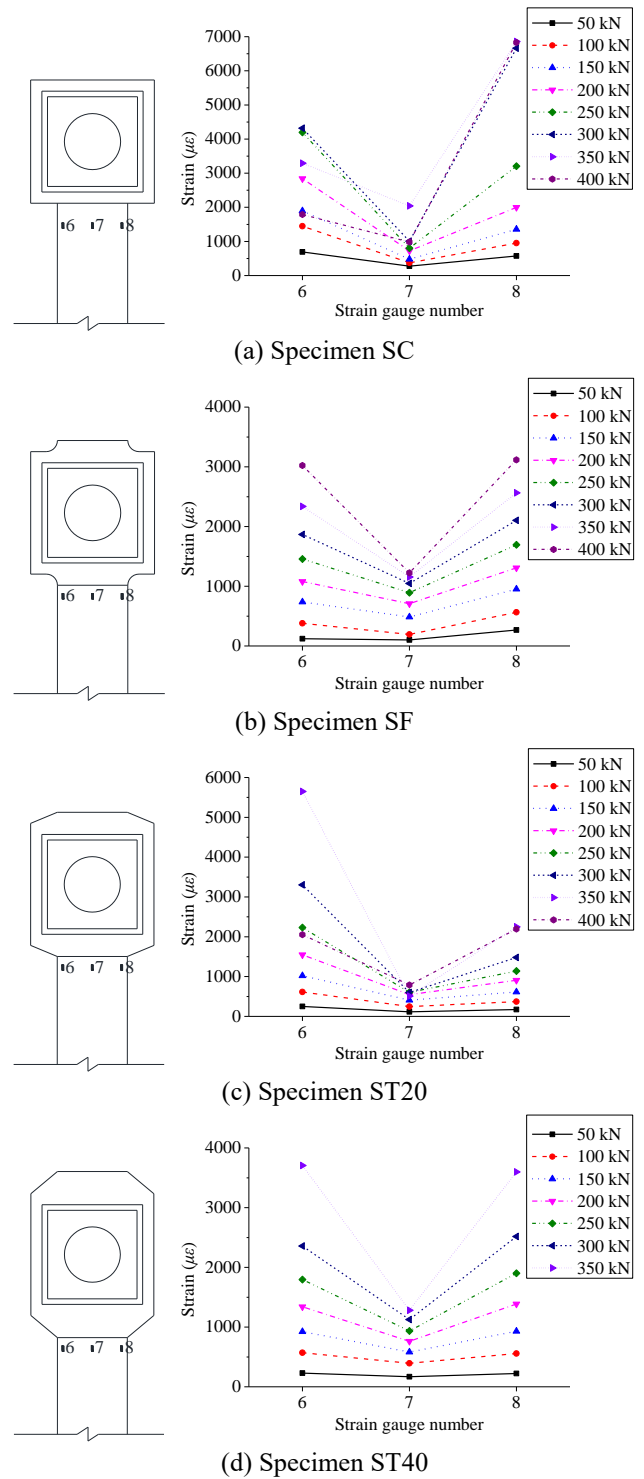 50 kN
100 kN
150 kN
200 kN
250 kN
300 kN
350 kN
400 kN
7000
6000
5000
4000
3000
2000
1000
0
Strain (με)
6 7 8
6 7 8
Strain gauge number
(a) Specimen SC
50 kN
100 kN
150 kN
200 kN
250 kN
300 kN
350 kN
400 kN
4000
3000
2000
1000
0
Strain (με)
6 7 8
6 7 8
Strain gauge number
(b) Specimen SF
50 kN
100 kN
150 kN
200 kN
250 kN
300 kN
350 kN
400 kN
6000
5000
4000
3000
2000
1000
0
Strain (με)
6 7 8
6 7 8
Strain gauge number
(c) Specimen ST20
50 kN
100 kN
150 kN
200 kN
250 kN
300 kN
350 kN
4000
3000
2000
1000
0
Strain (με)
6 7 8
6 7 8
Strain gauge number
(d) Specimen ST40